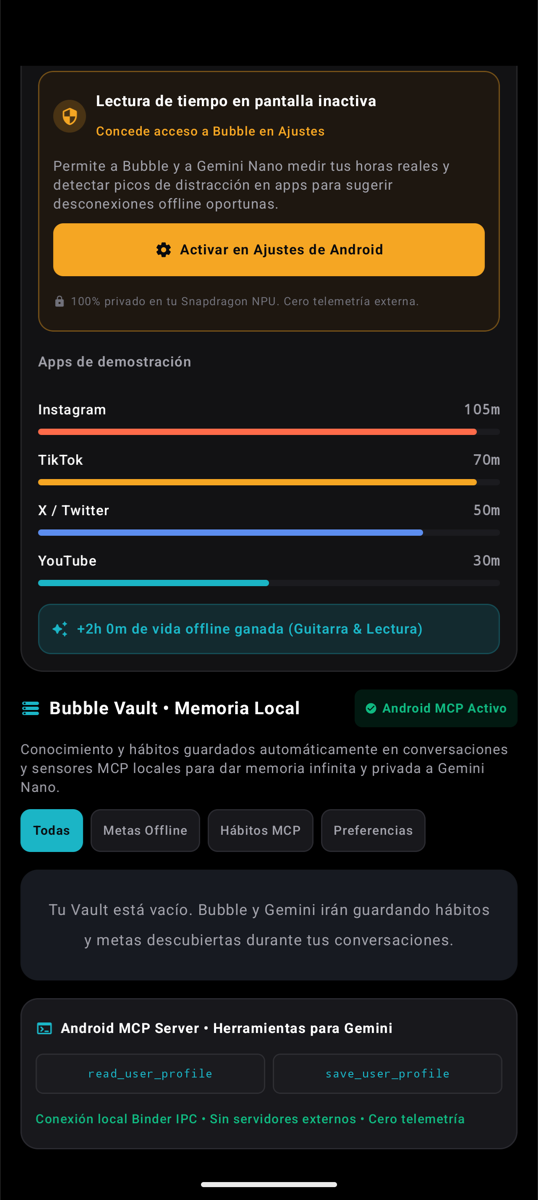 Lectura de tiempo en pantalla inactiva
Concede acceso a Bubble en Ajustes
Permite a Bubble y a Gemini Nano medir tus horas reales y
detectar picos de distracción en apps para sugerir
desconexiones offline oportunas.
Activar en Ajustes de Android
100% privado en tu Snapdragon NPU. Cero telemetría externa.
Apps de demostración
Instagram 105m
TikTok 70m
X / Twitter 50m
YouTube 30m
+2h 0m de vida offline ganada (Guitarra & Lectura)
Bubble Vault • Memoria Local
Android MCP Activo
Conocimiento y hábitos guardados automáticamente en conversaciones
y sensores MCP locales para dar memoria infinita y privada a Gemini
Nano.
Todas Metas Offline Hábitos MCP Preferencias
Tu Vault está vacío. Bubble y Gemini irán guardando hábitos
y metas descubiertas durante tus conversaciones.
Android MCP Server • Herramientas para Gemini
read_user_profile save_user_profile
Conexión local Binder IPC • Sin servidores externos • Cero telemetría